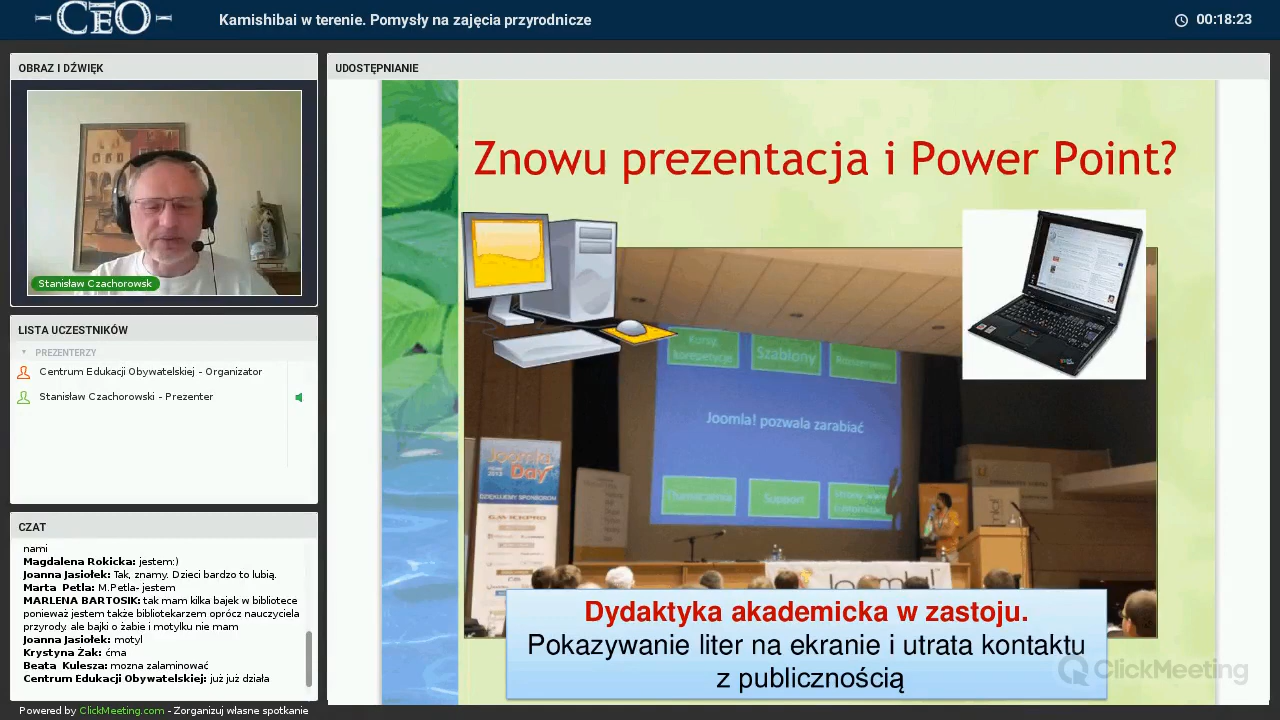 CEO
Kamishibai w terenie. Pomysły na zajęcia przyrodnicze
00:18:23
OBRAZ I DŹWIĘK
Stanisław Czachorowsk
LISTA UCZESTNIKÓW
PREZENTERZY
Centrum Edukacji Obywatelskiej - Organizator
Stanisław Czachorowski - Prezenter
CZAT
nami
Magdalena Rokicka: jestem:)
Joanna Jasiołek: Tak, znamy. Dzieci bardzo to lubią.
Marta Petla: M.Petla- jestem
MARLENA BARTOSIK: tak mam kilka bajek w bibliotece
ponieważ jestem także bibliotekarzem oprócz nauczyciela
przyrody. ale bajki o żabie i motylku nie mam
Joanna Jasiołek: motyl
Krystyna Żak: ćma
Beata Kulesza: mozna zalaminować
Centrum Edukacji Obywatelskiej: już już działa
Powered by ClickMeeting.com - Zorganizuj własne spotkanie
UDOSTĘPNIANIE
Znowu prezentacja i Power Point?
Szablony
Joomla! pozwala zarabiać
Support
Joomla!
Day
Dydaktyka akademicka w zastoju.
Pokazywanie liter na ekranie i utrata kontaktu
z publicznością
ClickMeeting